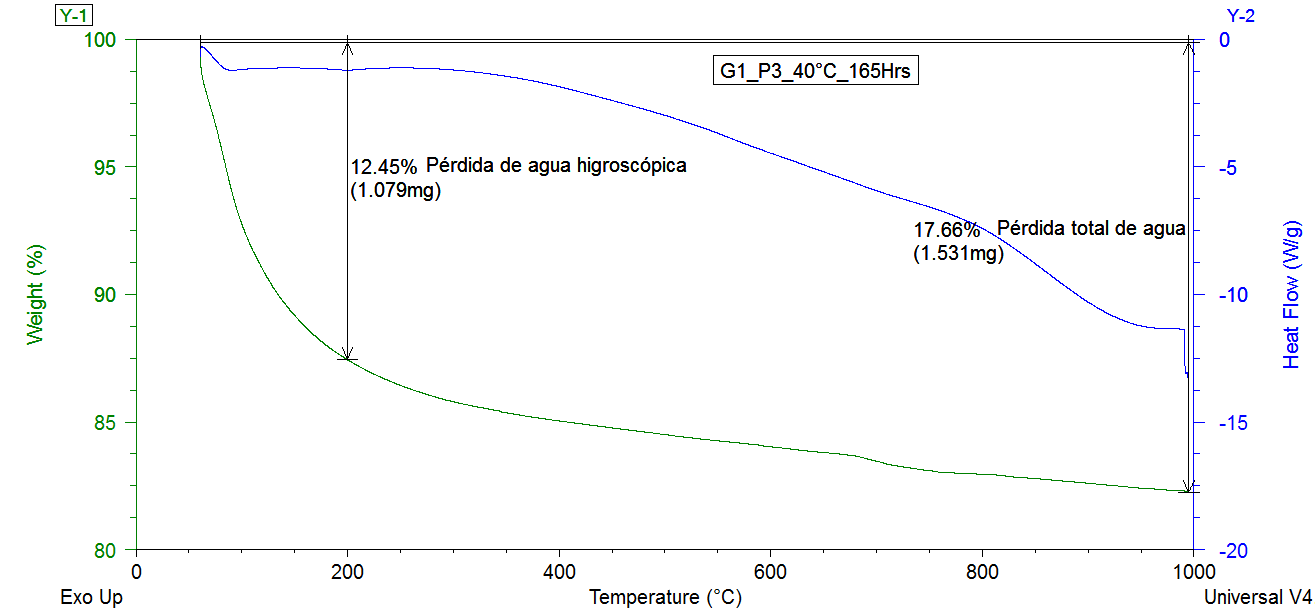 Y-1
Y-2
100
0
G1_P3_40°C_165Hrs
12.45% Pérdida de agua higroscópica
(1.079mg)
95
-5
17.66% Pérdida total de agua
(1.531mg)
Weight (%)
Heat Flow (W/g)
90
-10
85
-15
80
-20
0 200 400 600 800 1000
Exo Up
Temperature (°C)
Universal V4